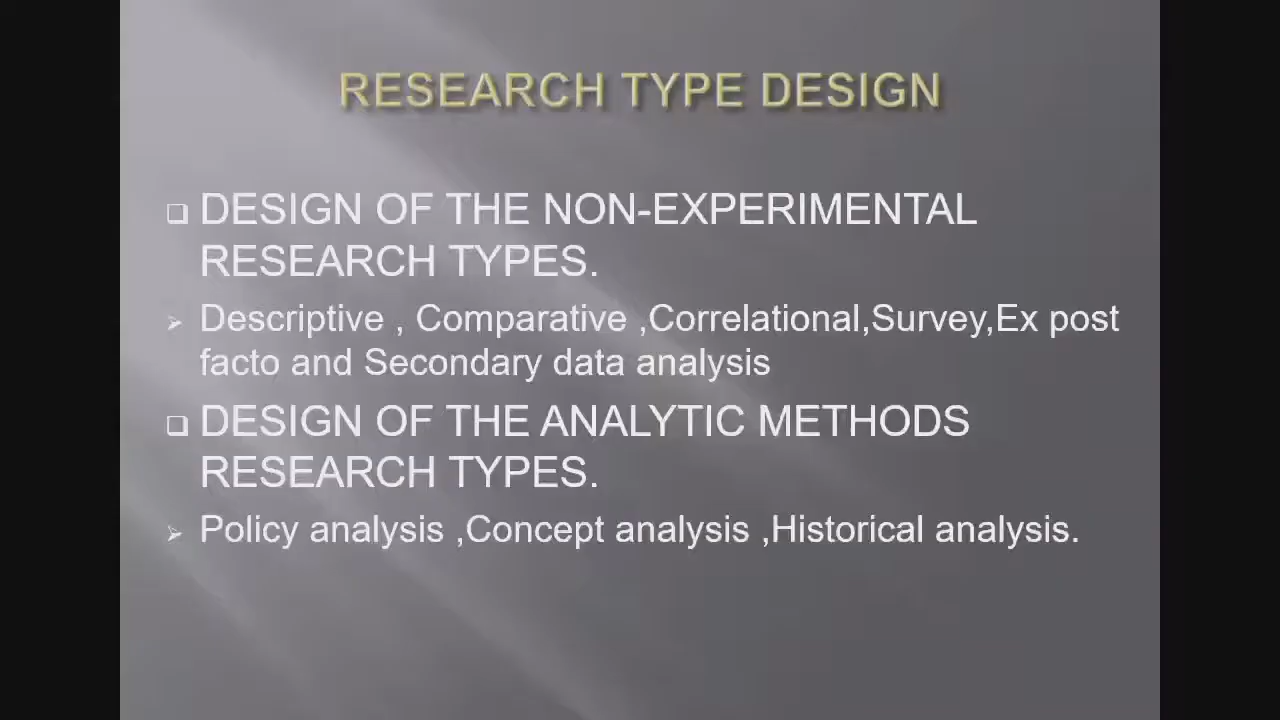 RESEARCH TYPE DESIGN
DESIGN OF THE NON-EXPERIMENTAL
RESEARCH TYPES.
Descriptive , Comparative ,Correlational,Survey,Ex post
facto and Secondary data analysis
DESIGN OF THE ANALYTIC METHODS
RESEARCH TYPES.
Policy analysis ,Concept analysis ,Historical analysis.